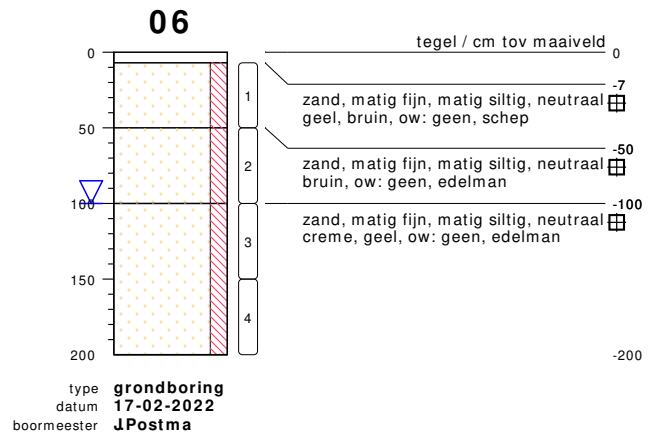 06
tegel / cm tov maaiveld
0
0
-7
zand, matig fijn, matig siltig, neutraal
geel, bruin, ow: geen, schep
1
50
-50
zand, matig fijn, matig siltig, neutraal
bruin, ow: geen, edelman
2
100
-100
zand, matig fijn, matig siltig, neutraal
creme, geel, ow: geen, edelman
3
150
4
200
-200
type grondboring
datum 17-02-2022
boormeester J.Postma